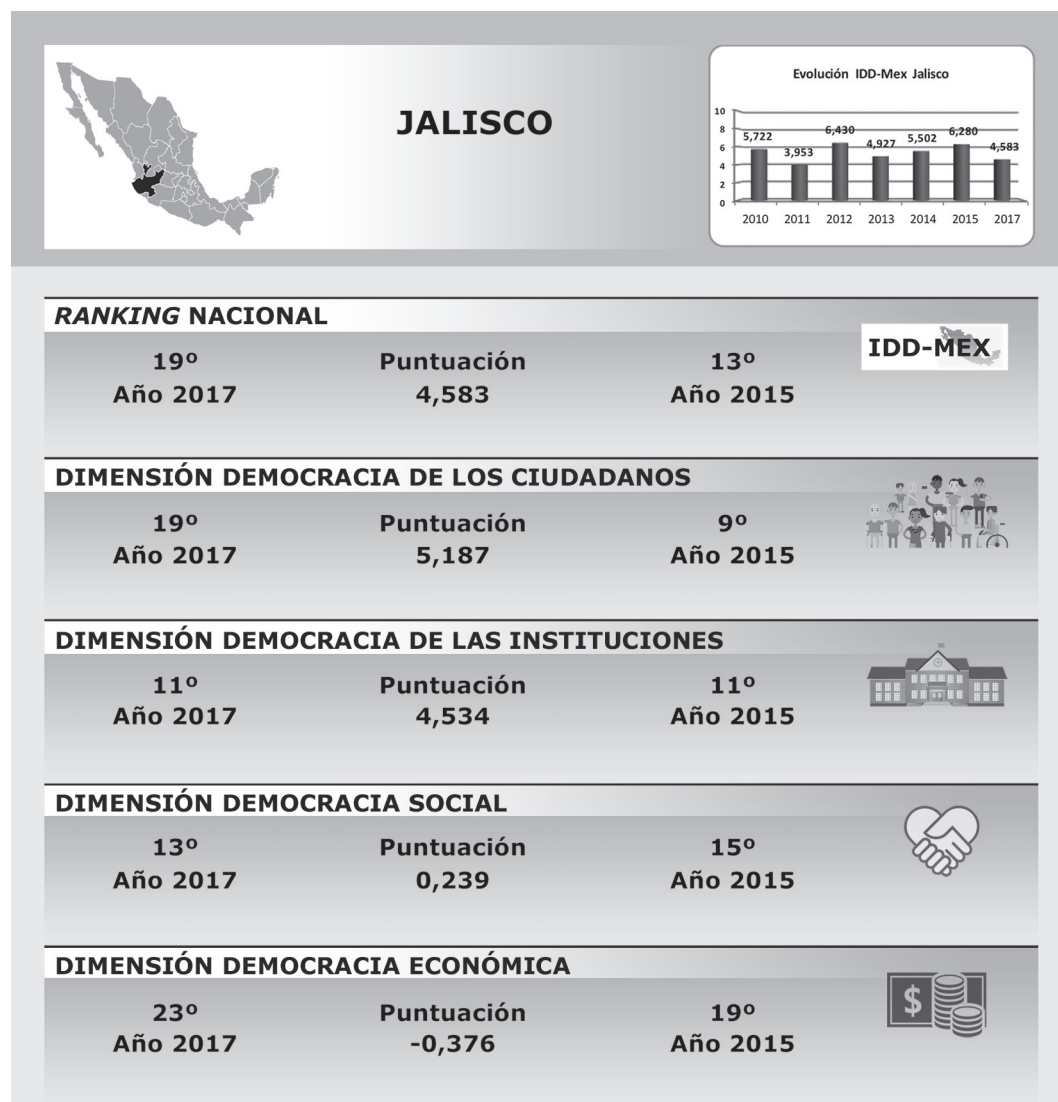 JALISCO
Evolución IDD-Mex Jalisco
10
8
6
4
2
0
5,722
3,953
6,430
4,927
5,502
6,280
4,583
2010 2011 2012 2013 2014 2015 2017
RANKING NACIONAL
IDD-MEX
19º Puntuación 13º
Año 2017 4,583 Año 2015
DIMENSIÓN DEMOCRACIA DE LOS CIUDADANOS
19º Puntuación 9º
Año 2017 5,187 Año 2015
DIMENSIÓN DEMOCRACIA DE LAS INSTITUCIONES
11º Puntuación 11º
Año 2017 4,534 Año 2015
DIMENSIÓN DEMOCRACIA SOCIAL
13º Puntuación 15º
Año 2017 0,239 Año 2015
DIMENSIÓN DEMOCRACIA ECONÓMICA
$
23º Puntuación 19º
Año 2017 -0,376 Año 2015